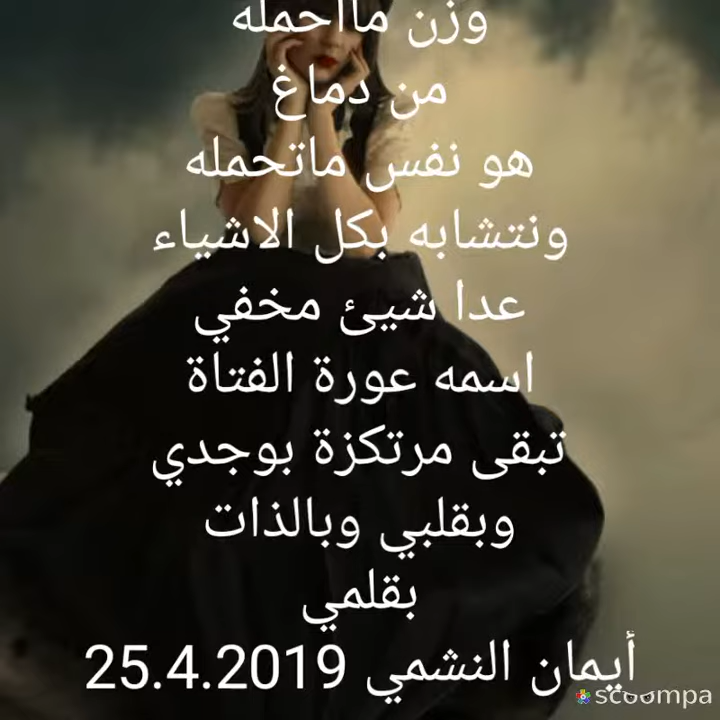 وزن مااحمله
من دماغ
هو نفس ماتحمله
ونتشابه بكل الاشياء
عدا شيئ مخفي
اسمه عورة الفتاة
تبقى مرتكزة بوجدي
وبقلبي وبالذات
بقلمي
أيمان النشمي 25.4.2019
scoompa